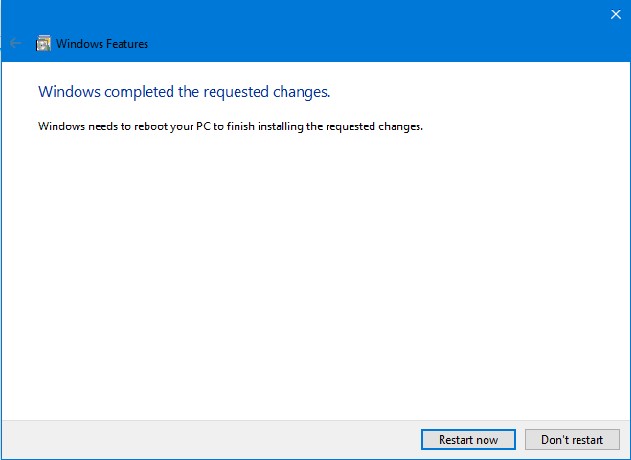 Windows Features
Windows completed the requested changes.
Windows needs to reboot your PC to finish installing the requested changes.
Restart now
Don't restart